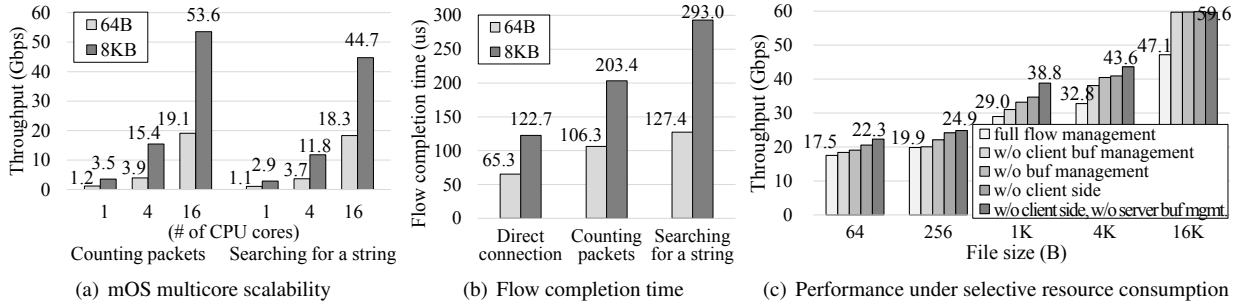 Throughput (Gbps)
60
50
40
30
20
10
0
64B
8KB
1.2
3.5
3.9
15.4
19.1
53.6
1.1
2.9
3.7
11.8
18.3
44.7
1
4
16
1
4
16
(# of CPU cores)
Counting packets
Searching for a string
(a) mOS multicore scalability
Flow completion time (us)
300
250
200
150
100
50
0
64B
8KB
65.3
122.7
106.3
203.4
127.4
293.0
Direct
connection
Counting
packets
Searching
for a string
(b) Flow completion time
Throughput (Gbps)
60
40
20
0
17.5
22.3
19.9
24.9
29.0
38.8
32.8
43.6
47.1
59.6
full flow management
w/o client buf management
w/o buf management
w/o client side
w/o client side, w/o server buf mgmt.
64
256
1K
4K
16K
File size (B)
(c) Performance under selective resource consumption